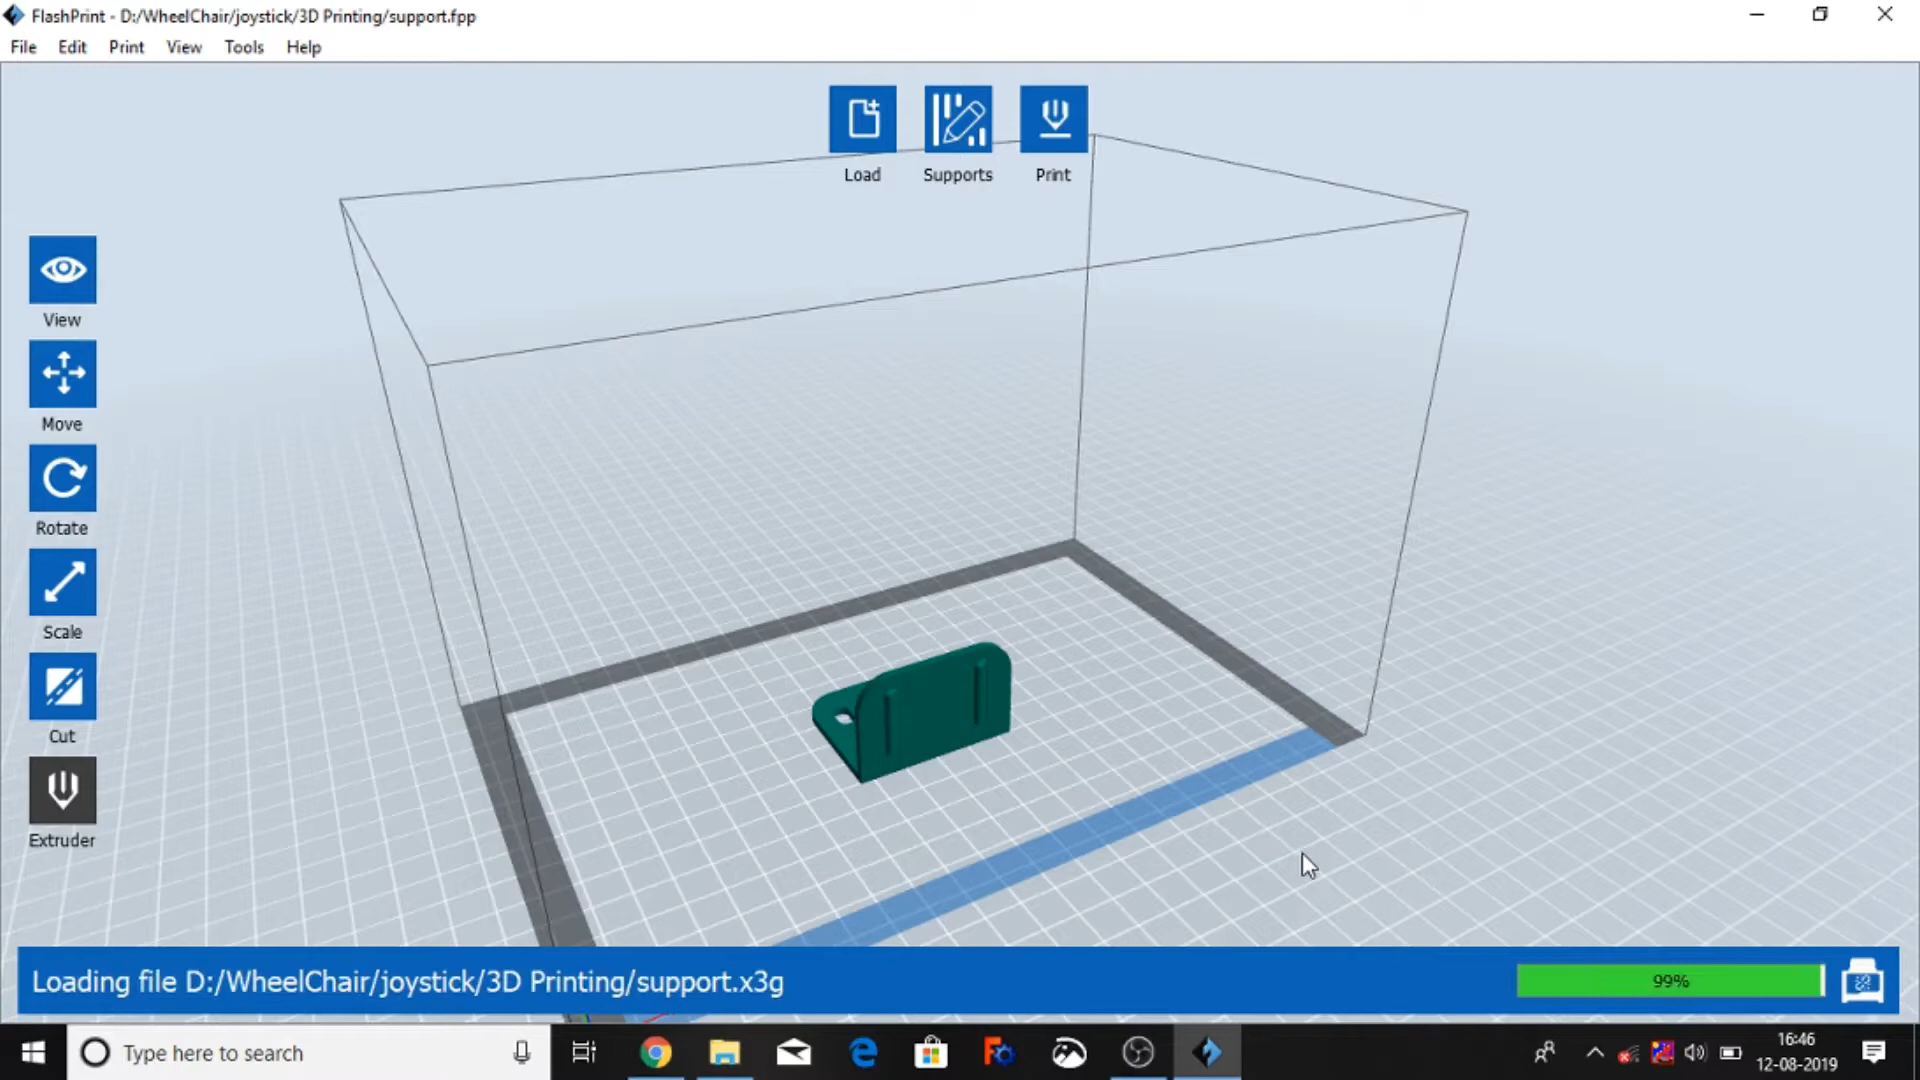 FlashPrint - D:/WheelChair/joystick/3D Printing/support.fpp
File Edit Print View Tools Help
Load Supports Print
View
Move
Rotate
Scale
Cut
Extruder
Loading file D:/WheelChair/joystick/3D Printing/support.x3g
99%
Type here to search
16:46
12-08-2019